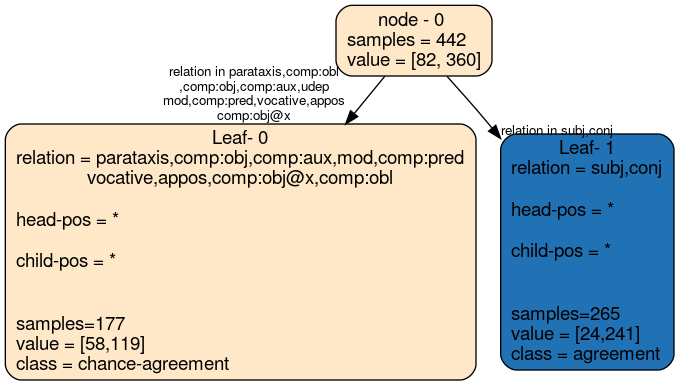 node - 0
samples = 442
value = [82, 360]
relation in parataxis,comp:obl
,comp:obj,comp:aux,udep
mod,comp:pred,vocative,appos
comp:obj@x
relation in subj,conj
Leaf- 0
relation = parataxis,comp:obj,comp:aux,mod,comp:pred
vocative,appos,comp:obj@x,comp:obl
head-pos = *
child-pos = *
samples=177
value = [58,119]
class = chance-agreement
Leaf- 1
relation = subj,conj
head-pos = *
child-pos = *
samples=265
value = [24,241]
class = agreement